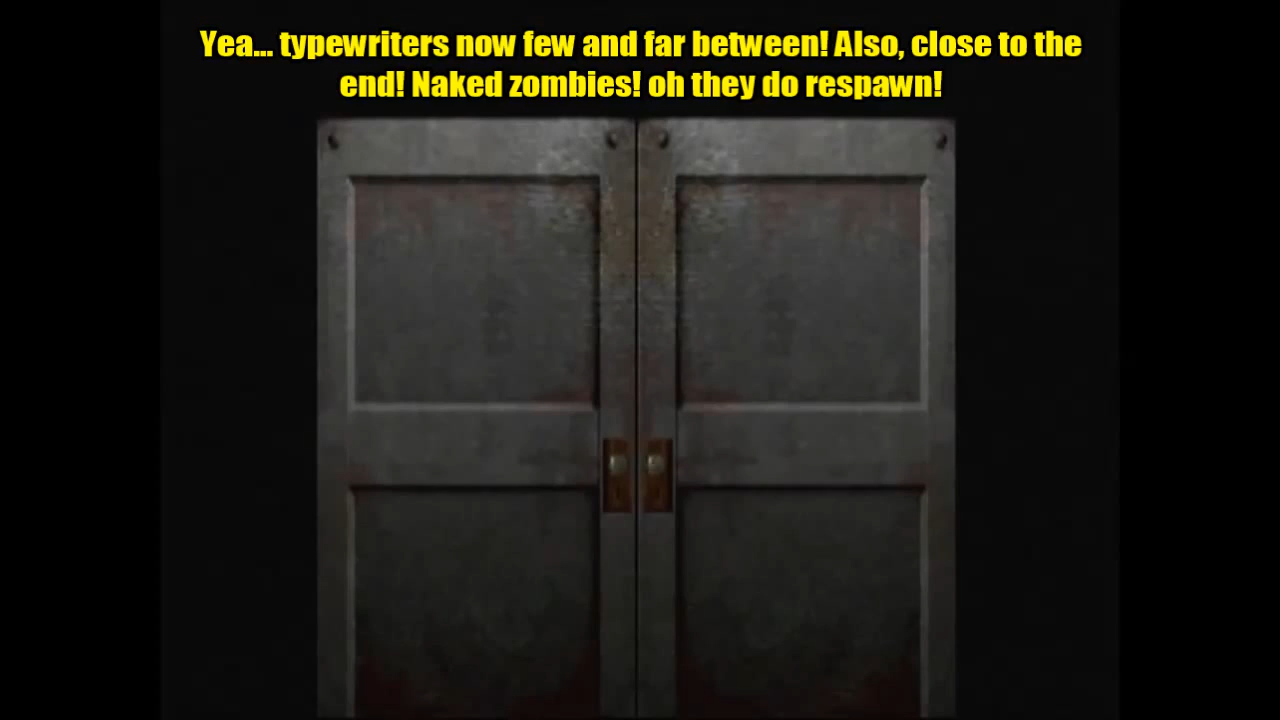 Yea... typewriters now few and far between! Also, close to the
end! Naked zombies! oh they do respawn!